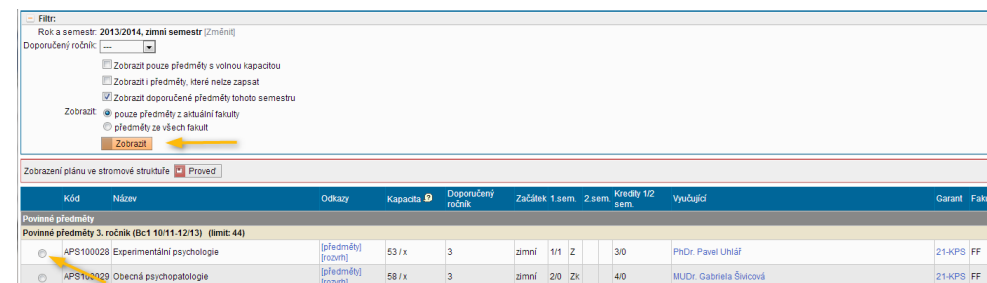 Filtr:
Rok a semestr: 2013/2014, zimní semestr [Změnit]
Doporučený ročník: ---
Zobrazit pouze předměty s volnou kapacitou
Zobrazit i předměty, které nelze zapsat
Zobrazit doporučené předměty tohoto semestru
Zobrazit: pouze předměty z aktuální fakulty
předměty ze všech fakult
Zobrazit
Zobrazení plánu ve stromové struktuře Proveď
Kód Název Odkazy Kapacita Doporučený ročník Začátek 1.sem. 2.sem. Kredity 1/2 sem. Vyučující Garant Faku
Povinné předměty
Povinné předměty 3. ročník (Bc1 10/11-12/13) (limit: 44)
APS100028 Experimentální psychologie [předměty] [rozvrh] 53 / x 3 zimní 1/1 Z 3/0 PhDr. Pavel Uhlář 21-KPS FF
APS100029 Obecná psychopatologie [předměty] [rozvrh] 58 / x 3 zimní 2/0 Zk 4/0 MUDr. Gabriela Šivicová 21-KPS FF